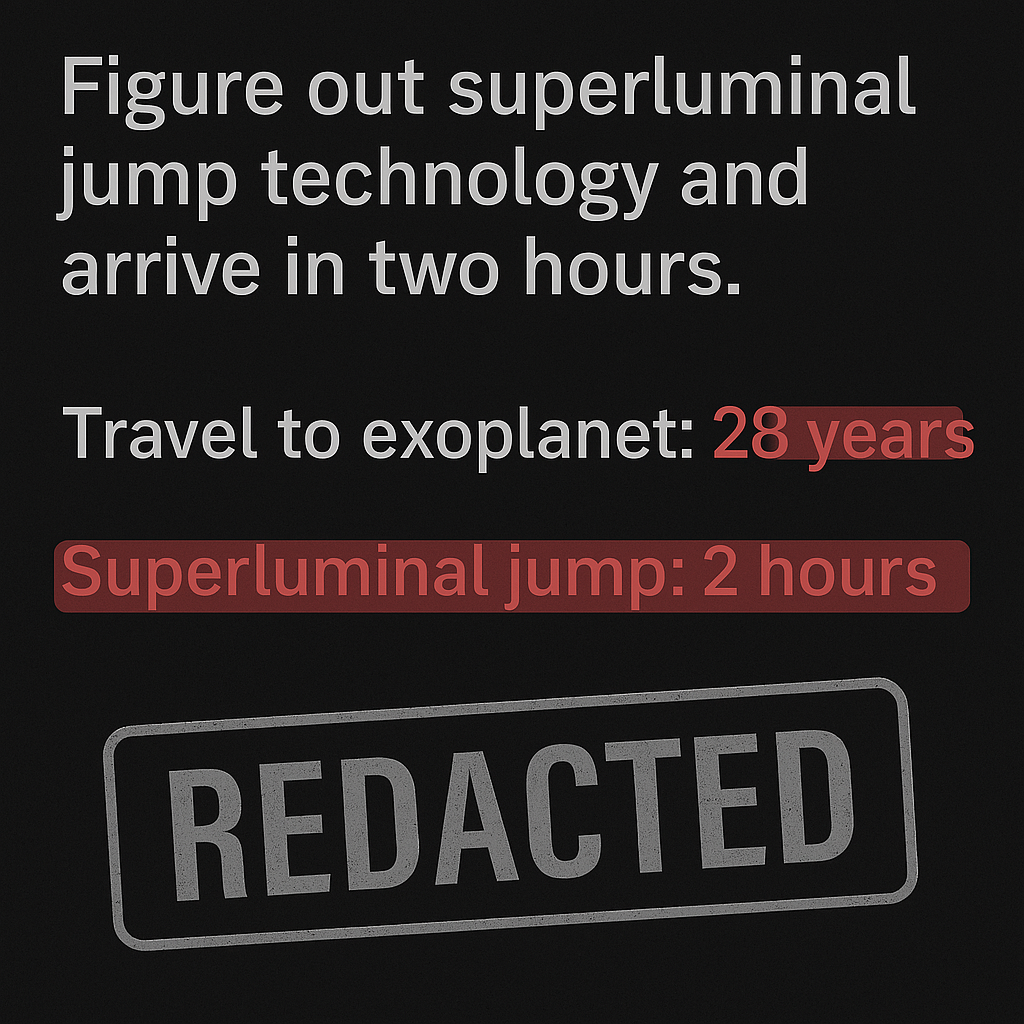 Figure out superluminal
jump technology and
arrive in two hours.
Travel to exoplanet: 28 years
Superluminal jump: 2 hours
REDACTED